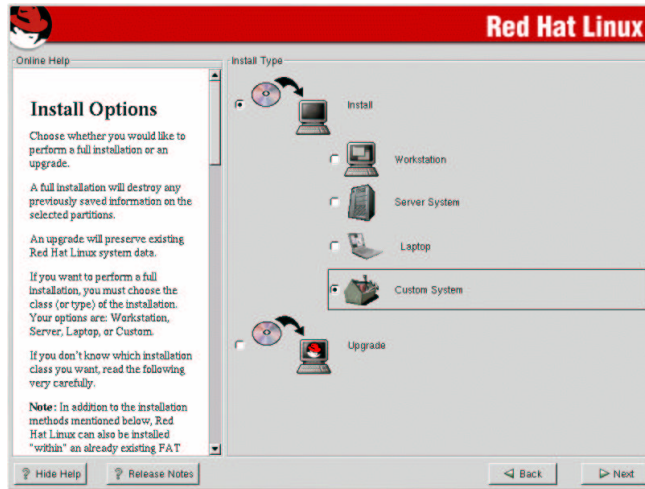 Red Hat Linux
Online Help
Install Options
Choose whether you would like to
perform a full installation or an
upgrade.
A full installation will destroy any
previously saved information on the
selected partitions.
An upgrade will preserve existing
Red Hat Linux system data.
If you want to perform a full
installation, you must choose the
class (or type) of the installation.
Your options are: Workstation,
Server, Laptop, or Custom.
If you don't know which installation
class you want, read the following
very carefully.
Note: In addition to the installation
methods mentioned below, Red
Hat Linux can also be installed
"within" an already existing FAT
Install Type
Install
Workstation
Server System
Laptop
Custom System
Upgrade
? Hide Help
? Release Notes
Back
Next